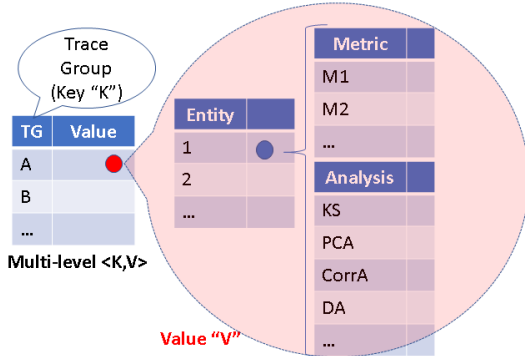 Trace
Group
(Key “K”)
TG Value
A
B
...
Multi-level <K,V>
Entity
1
2
...
Metric
M1
M2
...
Analysis
KS
PCA
CorrA
DA
...
Value “V”